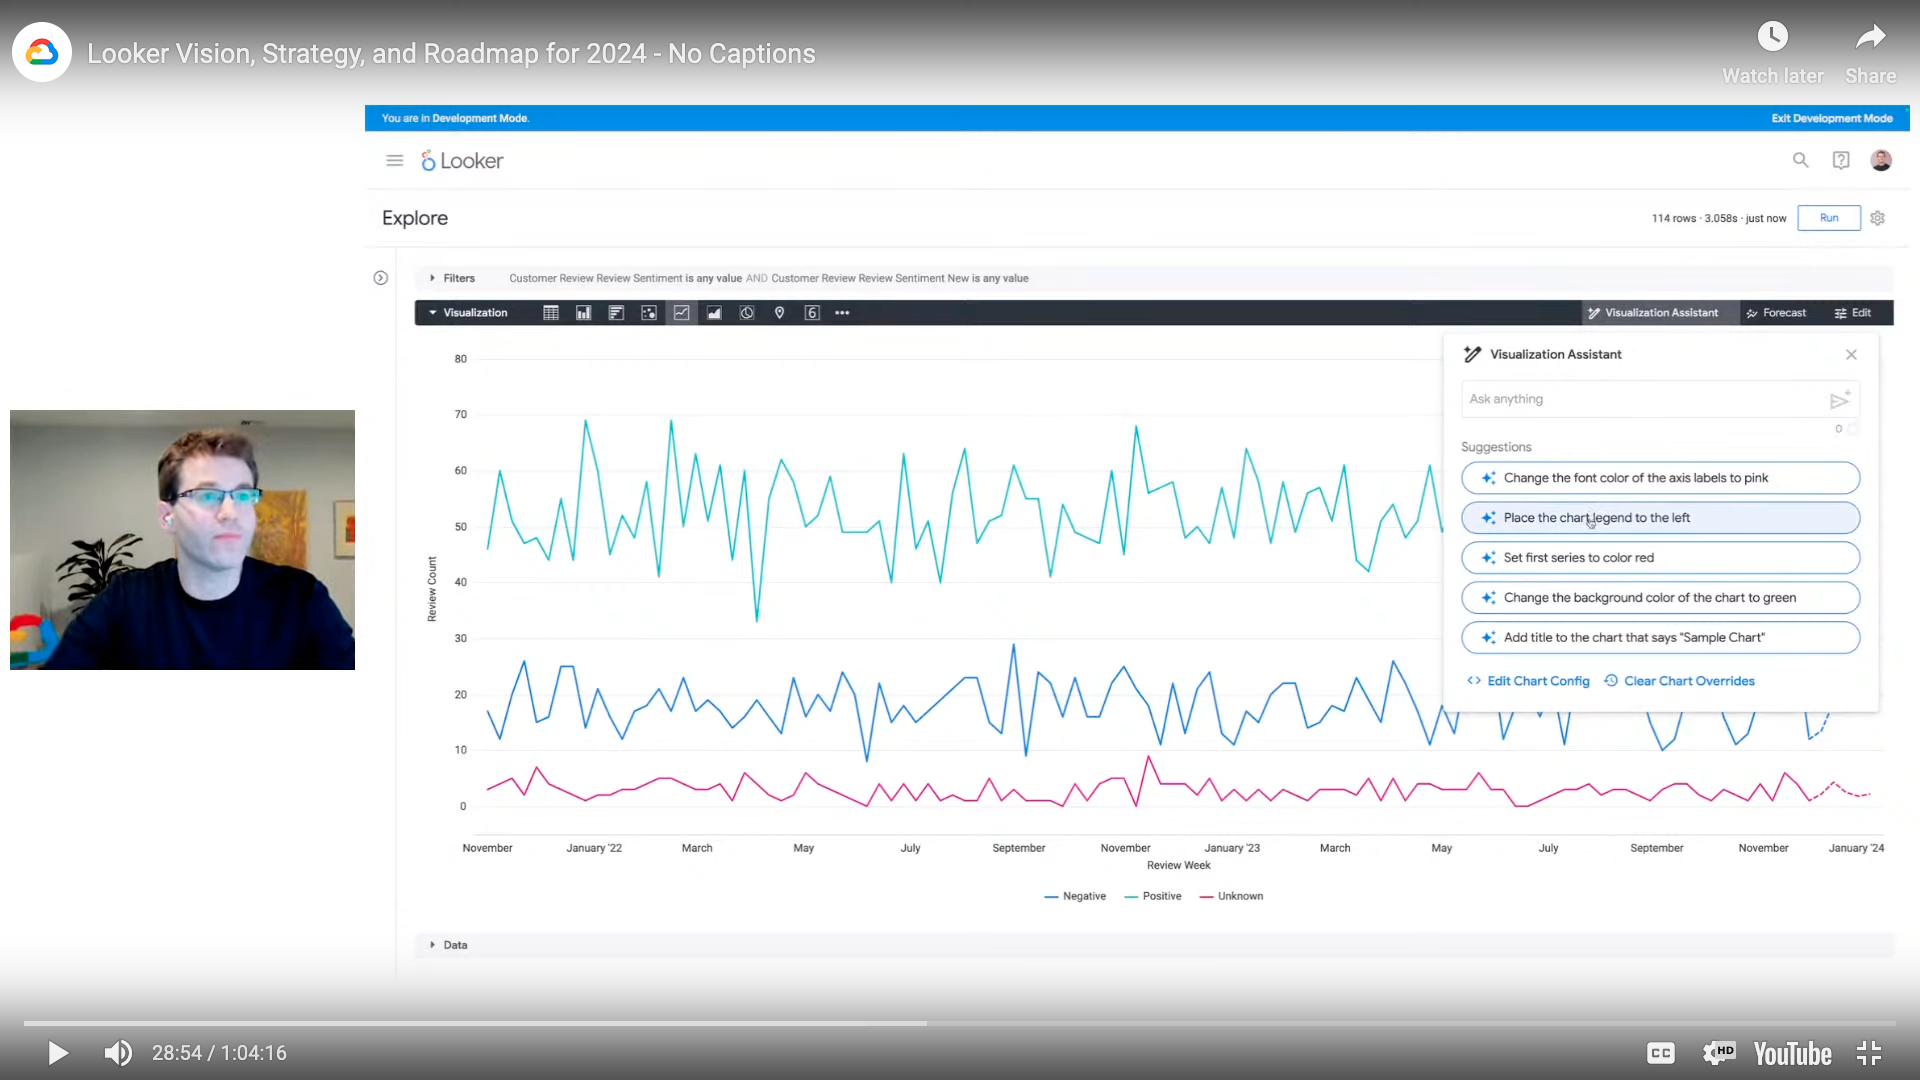 Looker Vision, Strategy, and Roadmap for 2024 - No Captions
Watch later
Share
You are in Development Mode.
Exit Development Mode
Looker
Explore
114 rows · 3.058s · just now
Run
Filters
Customer Review Review Sentiment is any value AND Customer Review Review Sentiment New is any value
Visualization
6
Visualization Assistant
Forecast
Edit
Visualization Assistant
Ask anything
0
Suggestions
Change the font color of the axis labels to pink
Place the chart legend to the left
Set first series to color red
Change the background color of the chart to green
Add title to the chart that says "Sample Chart"
Edit Chart Config
Clear Chart Overrides
Review Count
80
70
60
50
40
30
20
10
0
November January '22 March May July September November January '23 March May July September November January '24
Review Week
Negative Positive Unknown
Data
28:54 / 1:04:16
CC
HD
YouTube